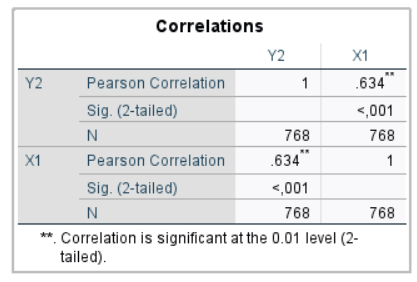 Correlations
Y2 X1
Y2 Pearson Correlation 1 .634**
Sig. (2-tailed) <,001
N 768 768
X1 Pearson Correlation .634** 1
Sig. (2-tailed) <,001
N 768 768
**. Correlation is significant at the 0.01 level (2-
tailed).